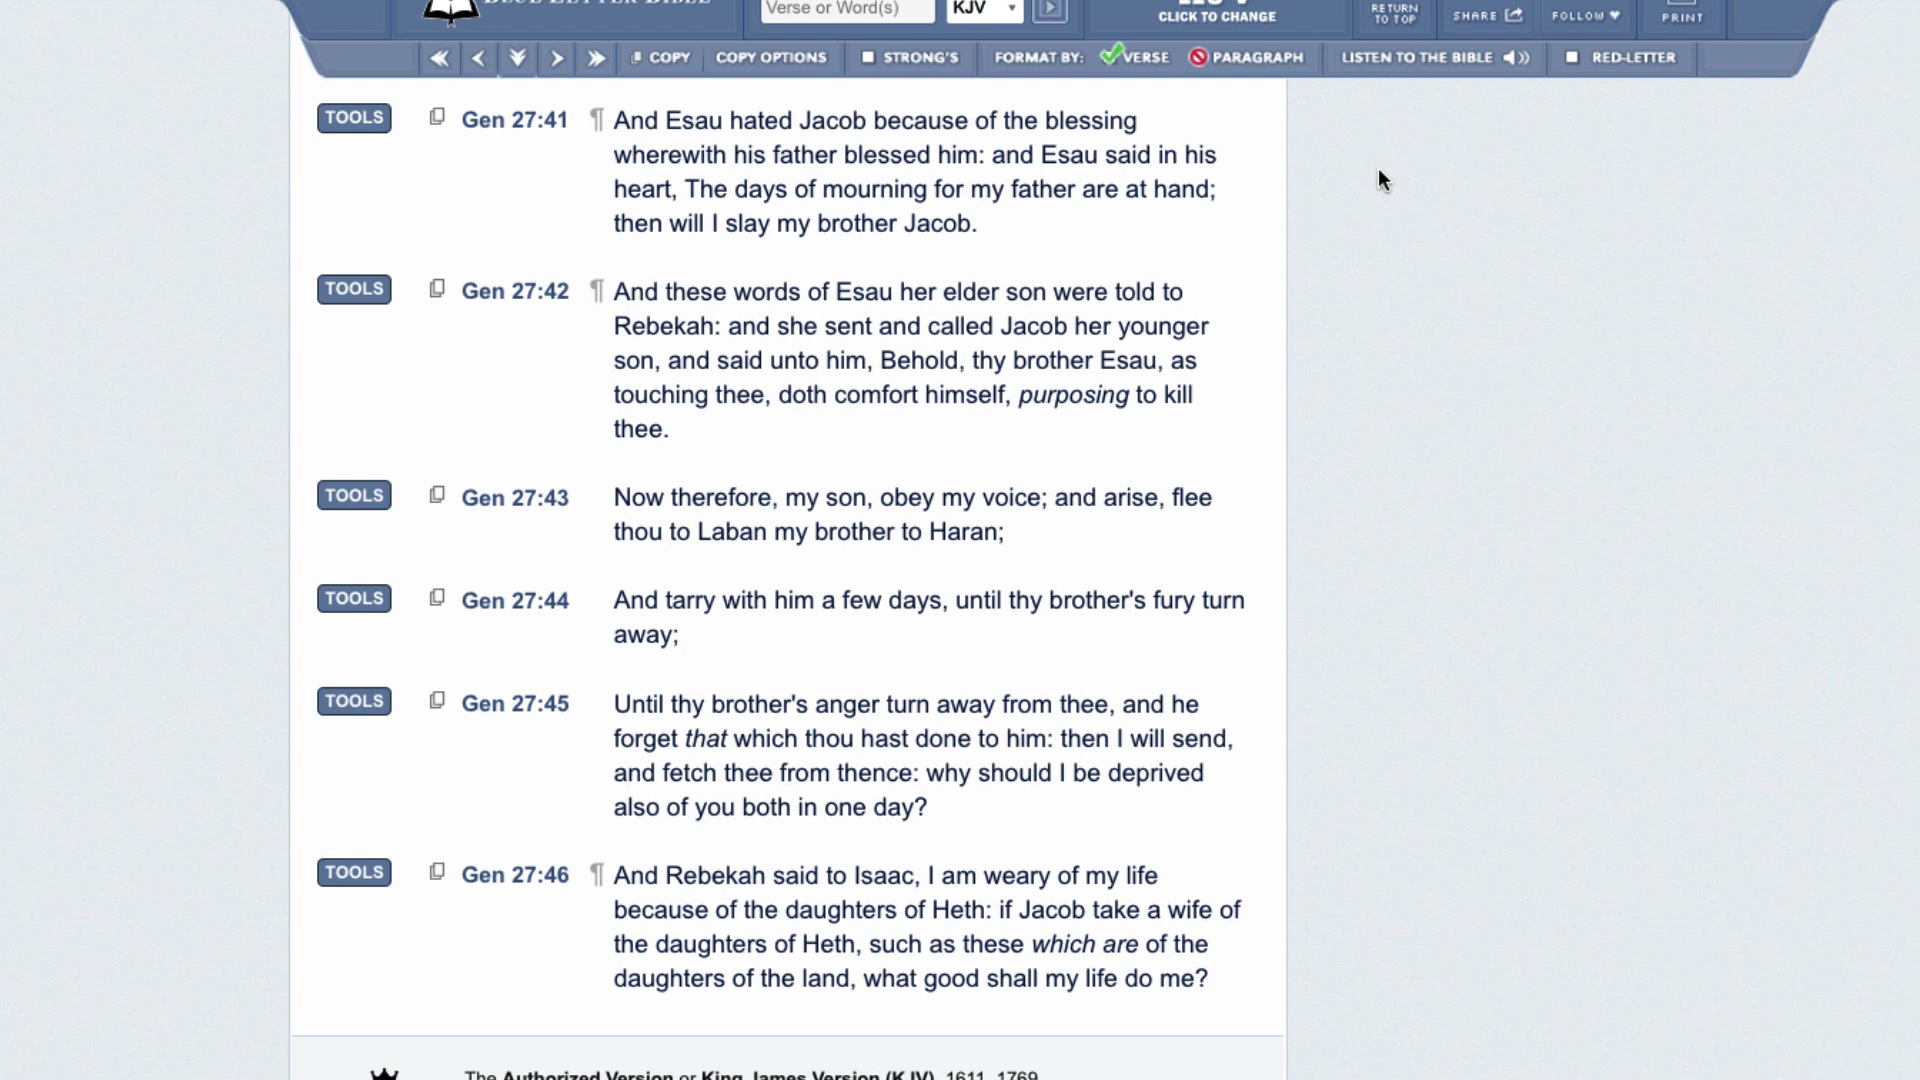 Verse or Word(s)
KJV
CLICK TO CHANGE
RETURN
TO TOP
SHARE
FOLLOW
PRINT
COPY
COPY OPTIONS
STRONG'S
FORMAT BY:
VERSE
PARAGRAPH
LISTEN TO THE BIBLE
RED-LETTER
TOOLS Gen 27:41 ¶ And Esau hated Jacob because of the blessing
wherewith his father blessed him: and Esau said in his
heart, The days of mourning for my father are at hand;
then will I slay my brother Jacob.
TOOLS Gen 27:42 ¶ And these words of Esau her elder son were told to
Rebekah: and she sent and called Jacob her younger
son, and said unto him, Behold, thy brother Esau, as
touching thee, doth comfort himself, purposing to kill
thee.
TOOLS Gen 27:43 Now therefore, my son, obey my voice; and arise, flee
thou to Laban my brother to Haran;
TOOLS Gen 27:44 And tarry with him a few days, until thy brother's fury turn
away;
TOOLS Gen 27:45 Until thy brother's anger turn away from thee, and he
forget that which thou hast done to him: then I will send,
and fetch thee from thence: why should I be deprived
also of you both in one day?
TOOLS Gen 27:46 ¶ And Rebekah said to Isaac, I am weary of my life
because of the daughters of Heth: if Jacob take a wife of
the daughters of Heth, such as these which are of the
daughters of the land, what good shall my life do me?
The Authorized Version or King James Version (KJV), 1611, 1769.